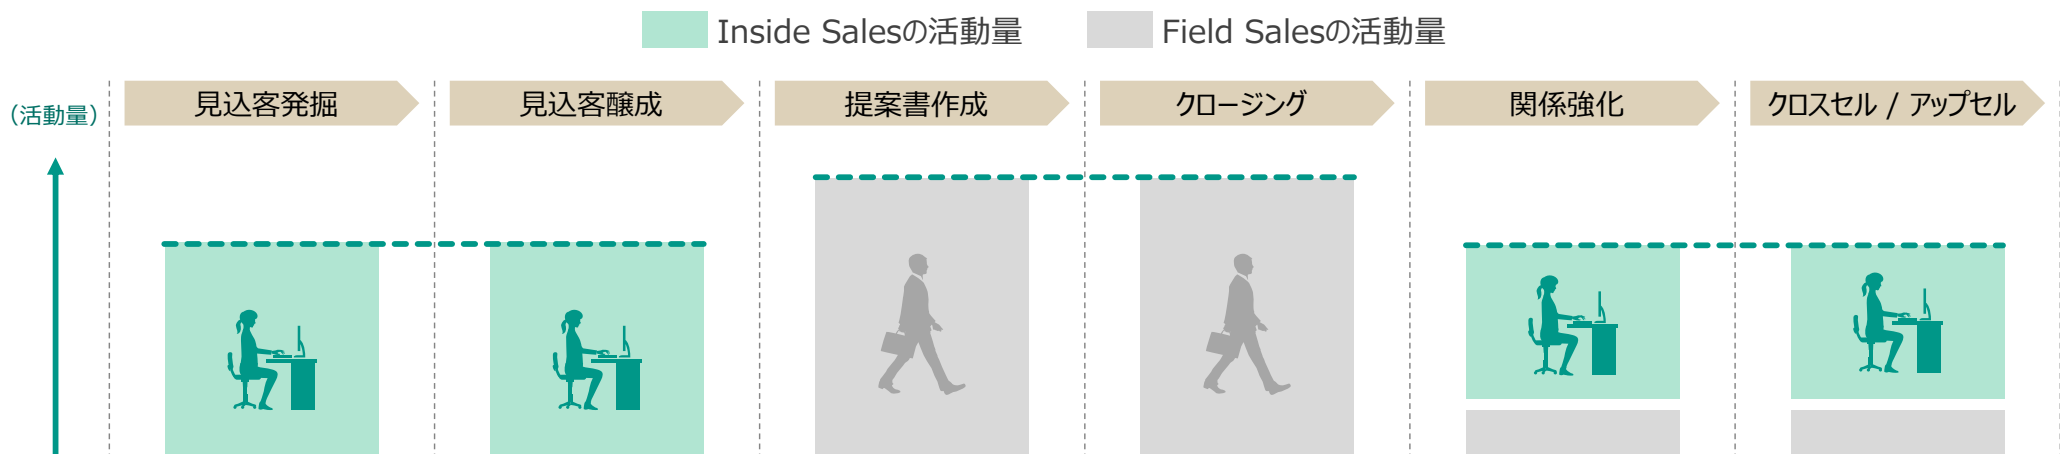 Inside Salesの活動量
Field Salesの活動量
（活動量）
見込客発掘
見込客醸成
提案書作成
クロージング
関係強化
クロスセル / アップセル